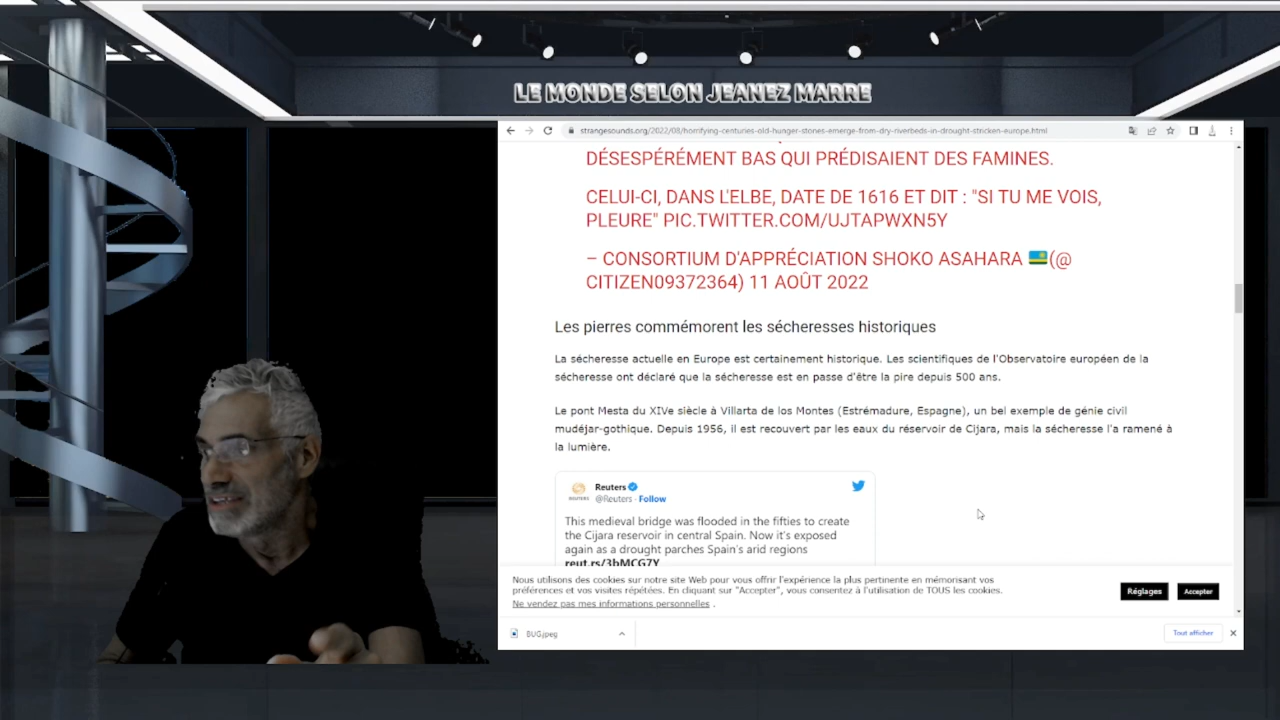 LE MONDE SELON JEANEZ MARRE
strangesounds.org/2022/08/horrifying-centuries-old-hunger-stones-emerge-from-dry-riverbeds-in-drought-stricken-europe.html
DÉSESPÉRÉMENT BAS QUI PRÉDISAIENT DES FAMINES.
CELUI-CI, DANS L'ELBE, DATE DE 1616 ET DIT : "SI TU ME VOIS,
PLEURE" PIC.TWITTER.COM/UJTAPWXN5Y
– CONSORTIUM D'APPRÉCIATION SHOKO ASAHARA 🇷🇼(@
CITIZEN09372364) 11 AOÛT 2022
Les pierres commémorent les sécheresses historiques
La sécheresse actuelle en Europe est certainement historique. Les scientifiques de l'Observatoire européen de la
sécheresse ont déclaré que la sécheresse est en passe d'être la pire depuis 500 ans.
Le pont Mesta du XIVe siècle à Villarta de los Montes (Estrémadure, Espagne), un bel exemple de génie civil
mudéjar-gothique. Depuis 1956, il est recouvert par les eaux du réservoir de Cijara, mais la sécheresse l'a ramené à
la lumière.
Reuters
@Reuters · Follow
This medieval bridge was flooded in the fifties to create
the Cijara reservoir in central Spain. Now it's exposed
again as a drought parches Spain's arid regions
reut.rs/3bMCG7Y
Nous utilisons des cookies sur notre site Web pour vous offrir l'expérience la plus pertinente en mémorisant vos
préférences et vos visites répétées. En cliquant sur "Accepter", vous consentez à l'utilisation de TOUS les cookies.
Ne vendez pas mes informations personnelles .
Réglages Accepter
BUG.jpeg
Tout afficher